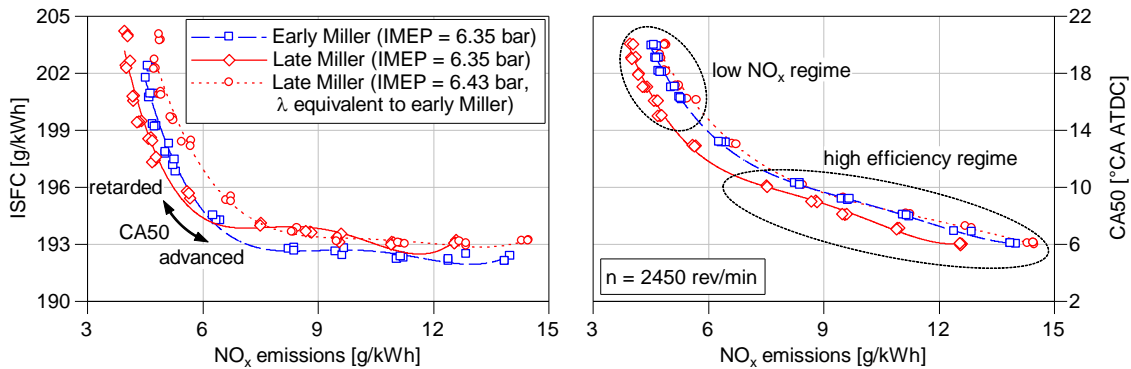 205
202
199
196
193
190
ISFC [g/kWh]
Early Miller (IMEP = 6.35 bar)
Late Miller (IMEP = 6.35 bar)
Late Miller (IMEP = 6.43 bar,
λ equivalent to early Miller)
retarded
CA50
advanced
3 6 9 12 15
NOx emissions [g/kWh]
low NOx regime
high efficiency regime
n = 2450 rev/min
22
18
14
10
6
2
CA50 [°CA ATDC]
3 6 9 12 15
NOx emissions [g/kWh]